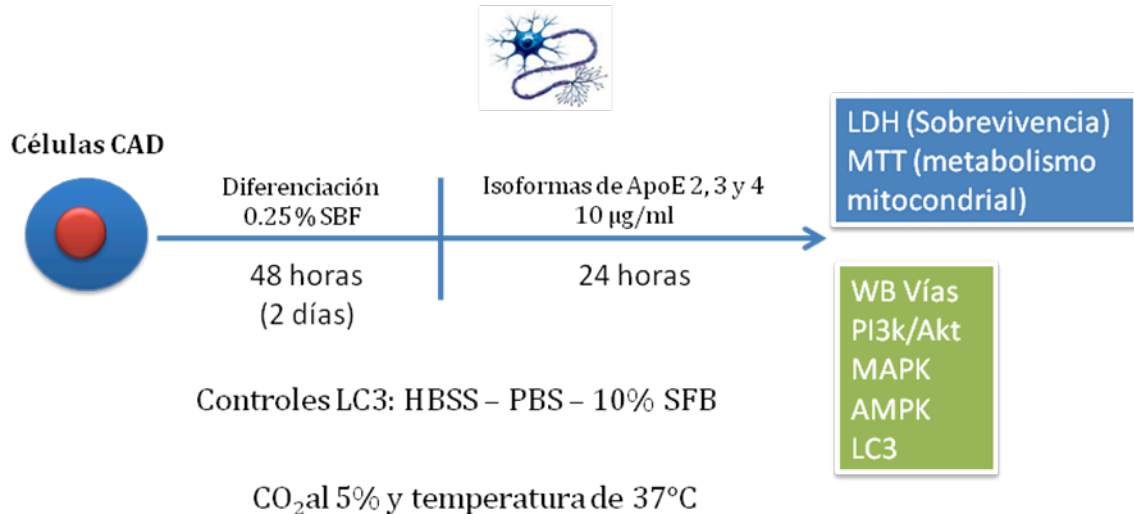 Células CAD
Diferenciación
0.25% SBF
48 horas
(2 días)
Isoformas de ApoE 2, 3 y 4
10 μg/ml
24 horas
LDH (Sobrevivencia)
MTT (metabolismo
mitocondrial)
WB Vías
PI3k/Akt
MAPK
AMPK
LC3
Controles LC3: HBSS – PBS – 10% SFB
CO₂al 5% y temperatura de 37°C